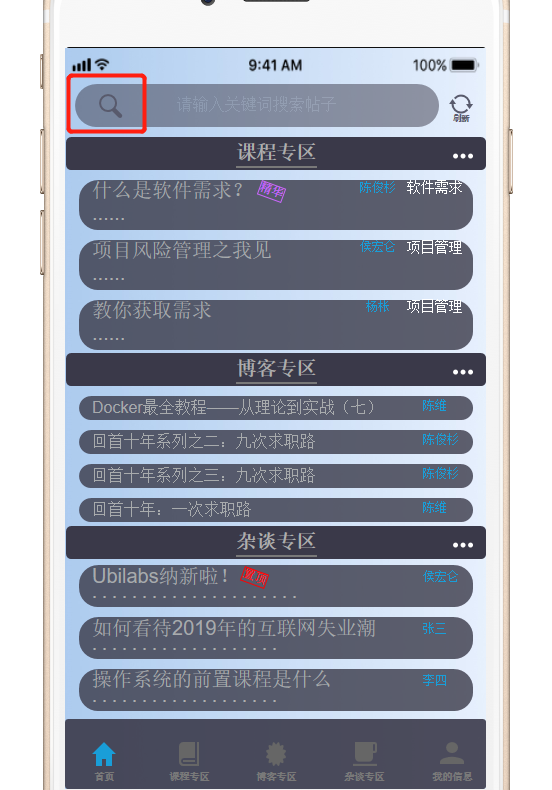 9:41 AM 100%
请输入关键词搜索帖子 刷新
课程专区
什么是软件需求？ 精华 陈俊杉 软件需求
......
项目风险管理之我见 侯宏仑 项目管理
......
教你获取需求 杨枨 项目管理
......
博客专区
Docker最全教程——从理论到实战（七） 陈维
回首十年系列之二：九次求职路 陈俊杉
回首十年系列之三：九次求职路 陈俊杉
回首十年：一次求职路 陈维
杂谈专区
Ubilabs纳新啦！ 侯宏仑
......................
如何看待2019年的互联网失业潮 张三
....................
操作系统的前置课程是什么 李四
....................
首页 课程专区 博客专区 杂谈专区 我的信息